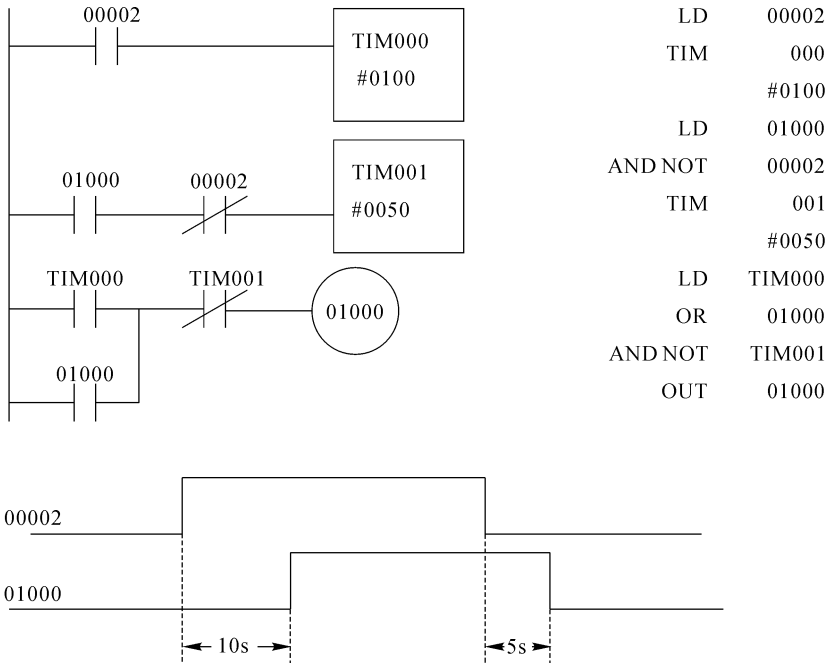 00002
TIM000
#0100
01000 00002
TIM001
#0050
TIM000 TIM001
01000
01000
LD 00002
TIM 000
#0100
LD 01000
AND NOT 00002
TIM 001
#0050
LD TIM000
OR 01000
AND NOT TIM001
OUT 01000
00002
01000
10s 5s